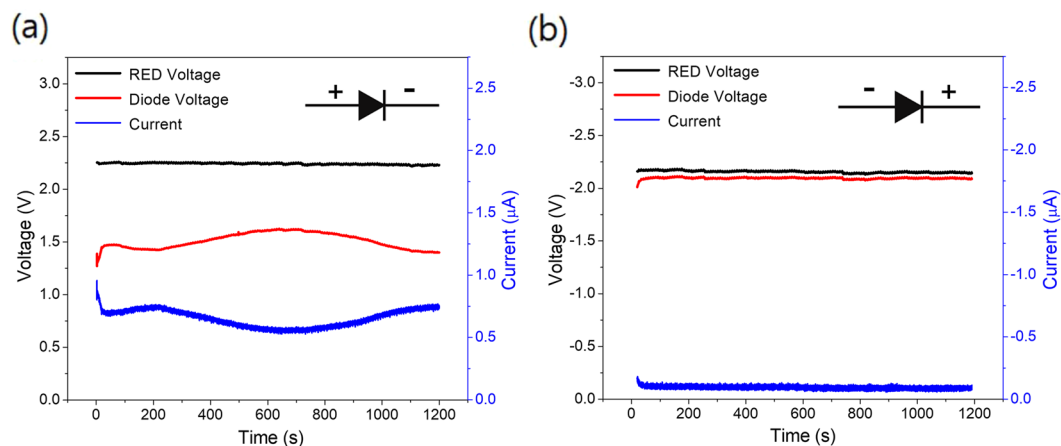 (a)
3.0
2.5
2.0
1.5
1.0
0.5
0.0
Voltage (V)
RED Voltage
Diode Voltage
Current
+ -
2.5
2.0
1.5
1.0
0.5
0.0
Current (μA)
0 200 400 600 800 1000 1200
Time (s)
(b)
-3.0
-2.5
-2.0
-1.5
-1.0
-0.5
0.0
Voltage (V)
RED Voltage
Diode Voltage
Current
- +
-2.5
-2.0
-1.5
-1.0
-0.5
0.0
Current (μA)
0 200 400 600 800 1000 1200
Time (s)